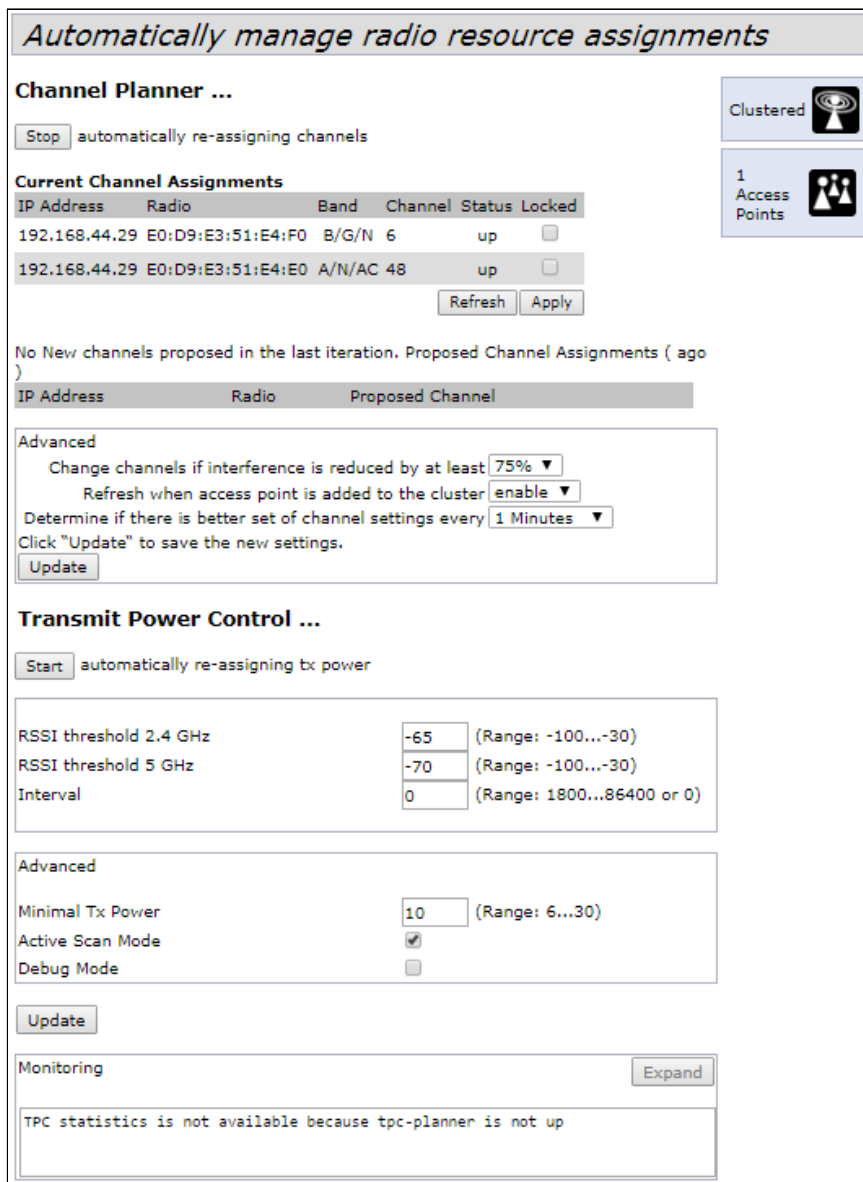 Automatically manage radio resource assignments
Channel Planner ...
Clustered
Stop automatically re-assigning channels
1
Access
Points
Current Channel Assignments
IP Address Radio Band Channel Status Locked
192.168.44.29 E0:D9:E3:51:E4:F0 B/G/N 6 up
192.168.44.29 E0:D9:E3:51:E4:E0 A/N/AC 48 up
Refresh Apply
No New channels proposed in the last iteration. Proposed Channel Assignments ( ago
)
IP Address Radio Proposed Channel
Advanced
Change channels if interference is reduced by at least 75% ▼
Refresh when access point is added to the cluster enable ▼
Determine if there is better set of channel settings every 1 Minutes ▼
Click "Update" to save the new settings.
Update
Transmit Power Control ...
Start automatically re-assigning tx power
RSSI threshold 2.4 GHz -65 (Range: -100...-30)
RSSI threshold 5 GHz -70 (Range: -100...-30)
Interval 0 (Range: 1800...86400 or 0)
Advanced
Minimal Tx Power 10 (Range: 6...30)
Active Scan Mode
Debug Mode
Update
Monitoring Expand
TPC statistics is not available because tpc-planner is not up